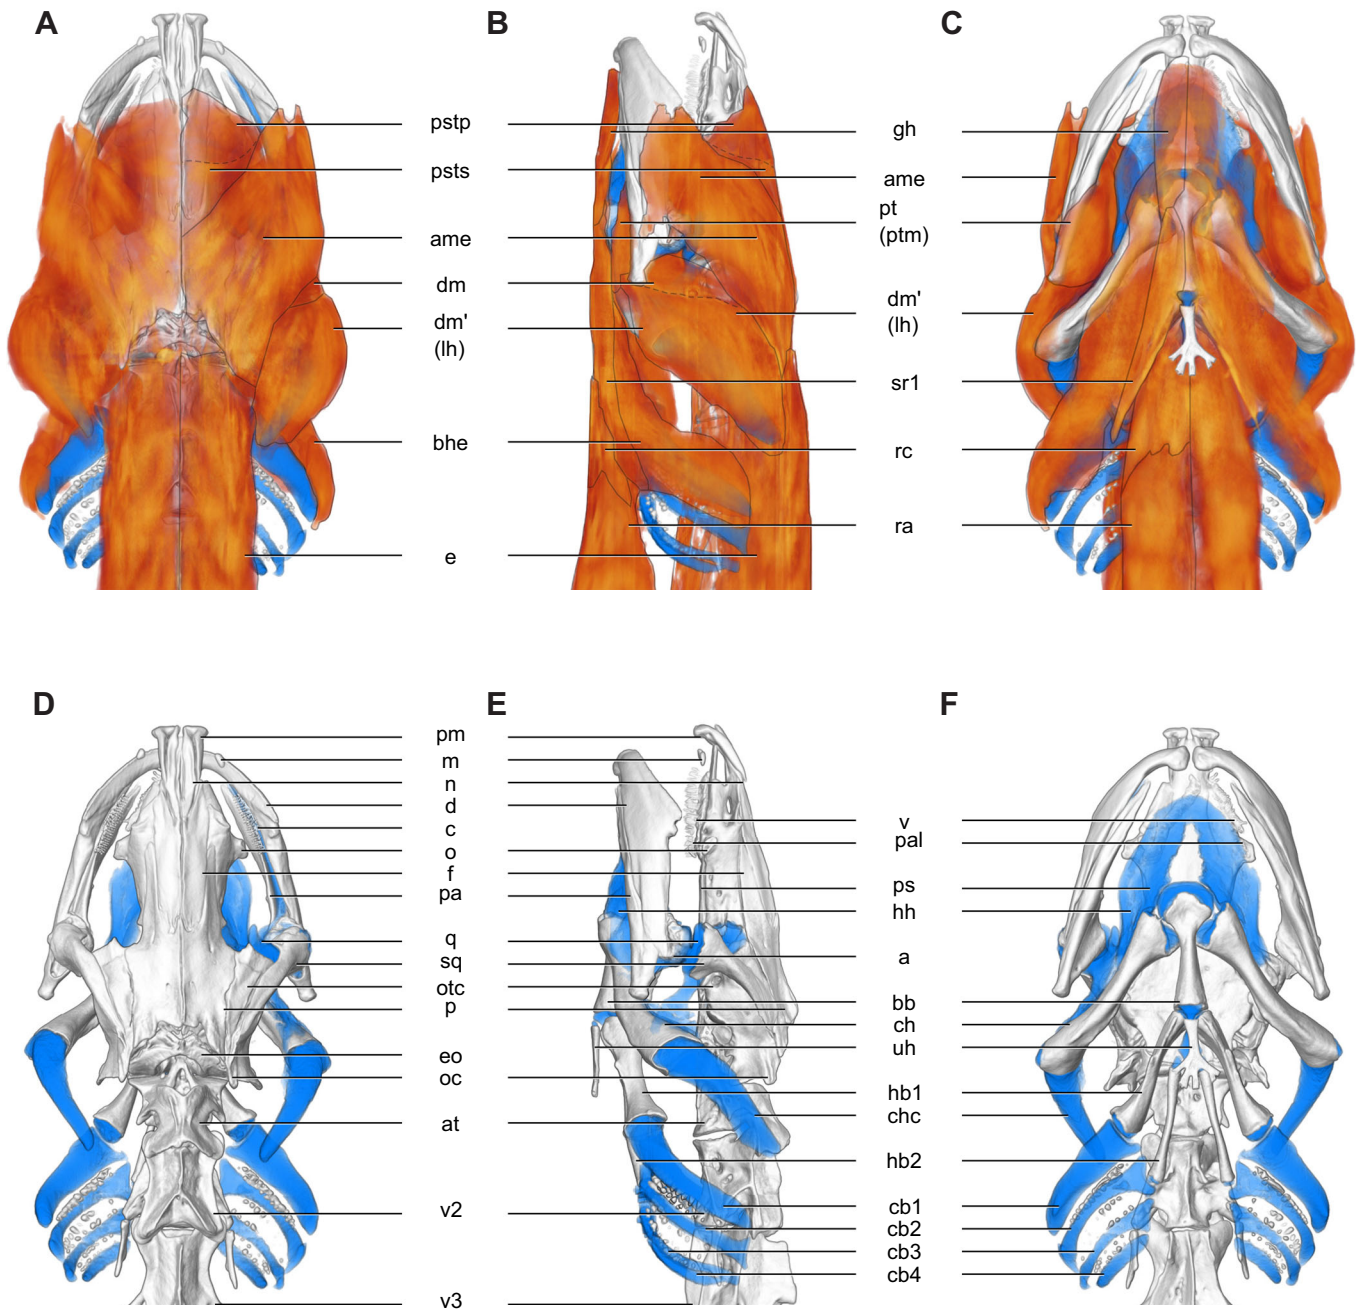 A
B
C
pstp
psts
ame
dm
dm'
(lh)
bhe
e
gh
ame
pt
(ptm)
dm'
(lh)
sr1
rc
ra
D
E
F
pm
m
n
d
c
o
f
pa
q
sq
otc
p
eo
oc
at
v2
v3
v
pal
ps
hh
a
bb
ch
uh
hb1
chc
hb2
cb1
cb2
cb3
cb4